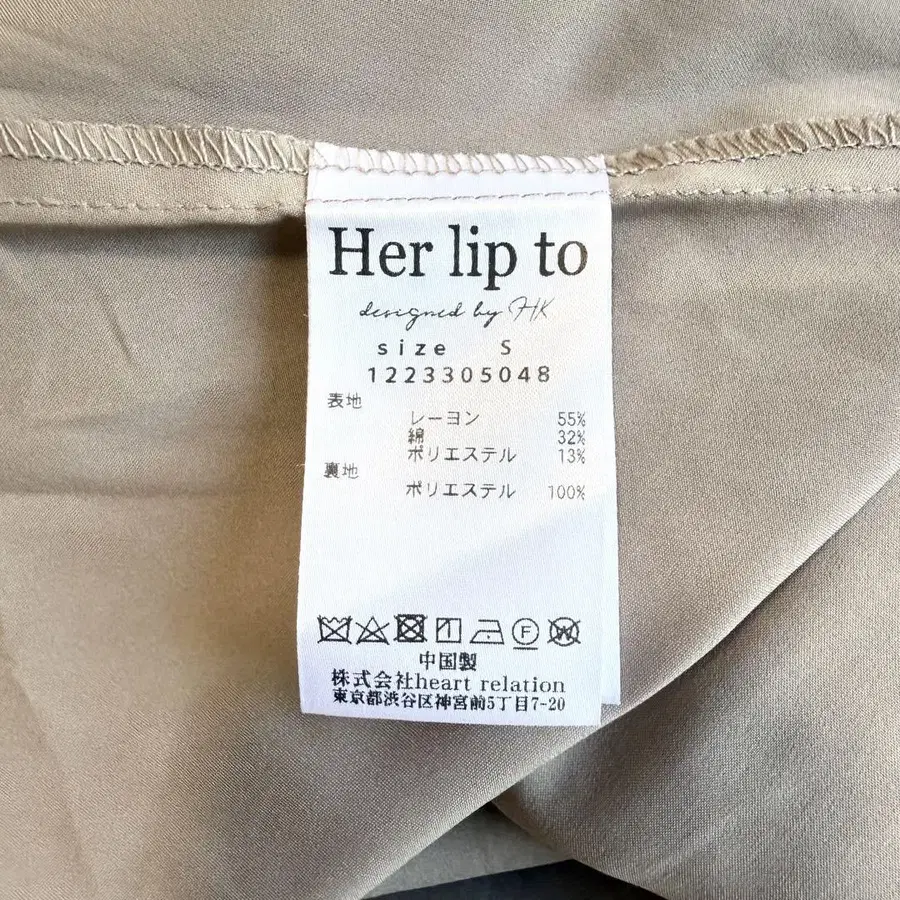 Her lip to
designed by HK
size S
1223305048
表地
レーヨン 55%
綿 32%
ポリエステル 13%
裏地
ポリエステル 100%
F W
中国製
株式会社heart relation
東京都渋谷区神宮前5丁目7-20